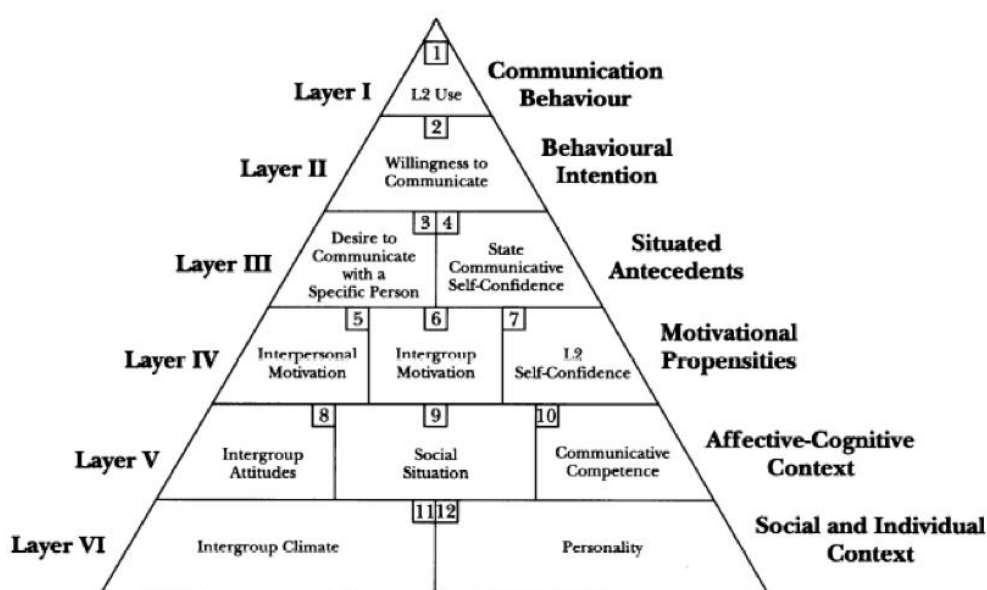 1
Layer I
L2 Use
Communication
Behaviour
2
Layer II
Willingness to
Communicate
Behavioural
Intention
3 4
Layer III
Desire to
Communicate
with a
Specific Person
State
Communicative
Self-Confidence
Situated
Antecedents
5 6 7
Layer IV
Interpersonal
Motivation
Intergroup
Motivation
L2
Self-Confidence
Motivational
Propensities
8 9 10
Layer V
Intergroup
Attitudes
Social
Situation
Communicative
Competence
Affective-Cognitive
Context
11 12
Layer VI
Intergroup Climate
Personality
Social and Individual
Context